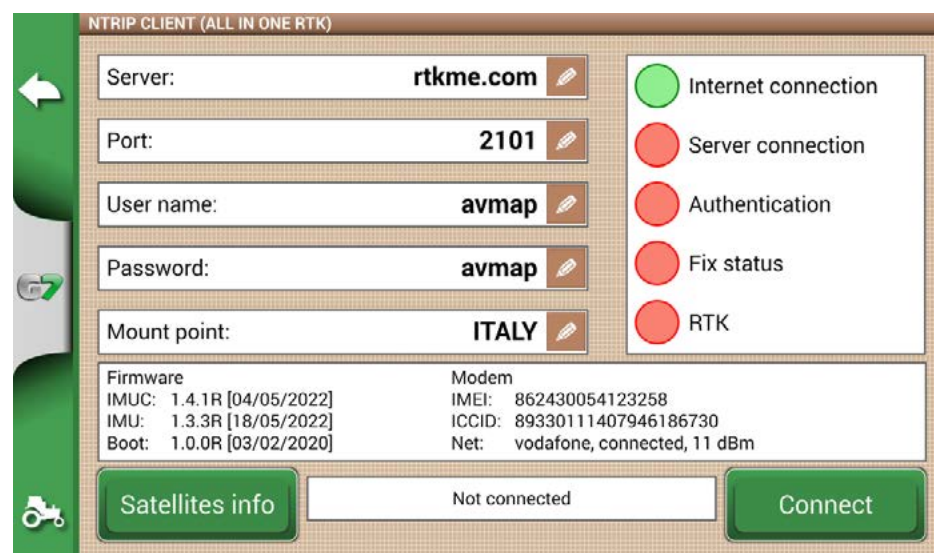 NTRIP CLIENT (ALL IN ONE RTK)
Server: rtkme.com
Port: 2101
User name: avmap
Password: avmap
Mount point: ITALY
Internet connection
Server connection
Authentication
Fix status
RTK
G7
Firmware
IMUC: 1.4.1R [04/05/2022]
IMU: 1.3.3R [18/05/2022]
Boot: 1.0.0R [03/02/2020]
Modem
IMEI: 862430054123258
ICCID: 89330111407946186730
Net: vodafone, connected, 11 dBm
Satellites info
Not connected
Connect